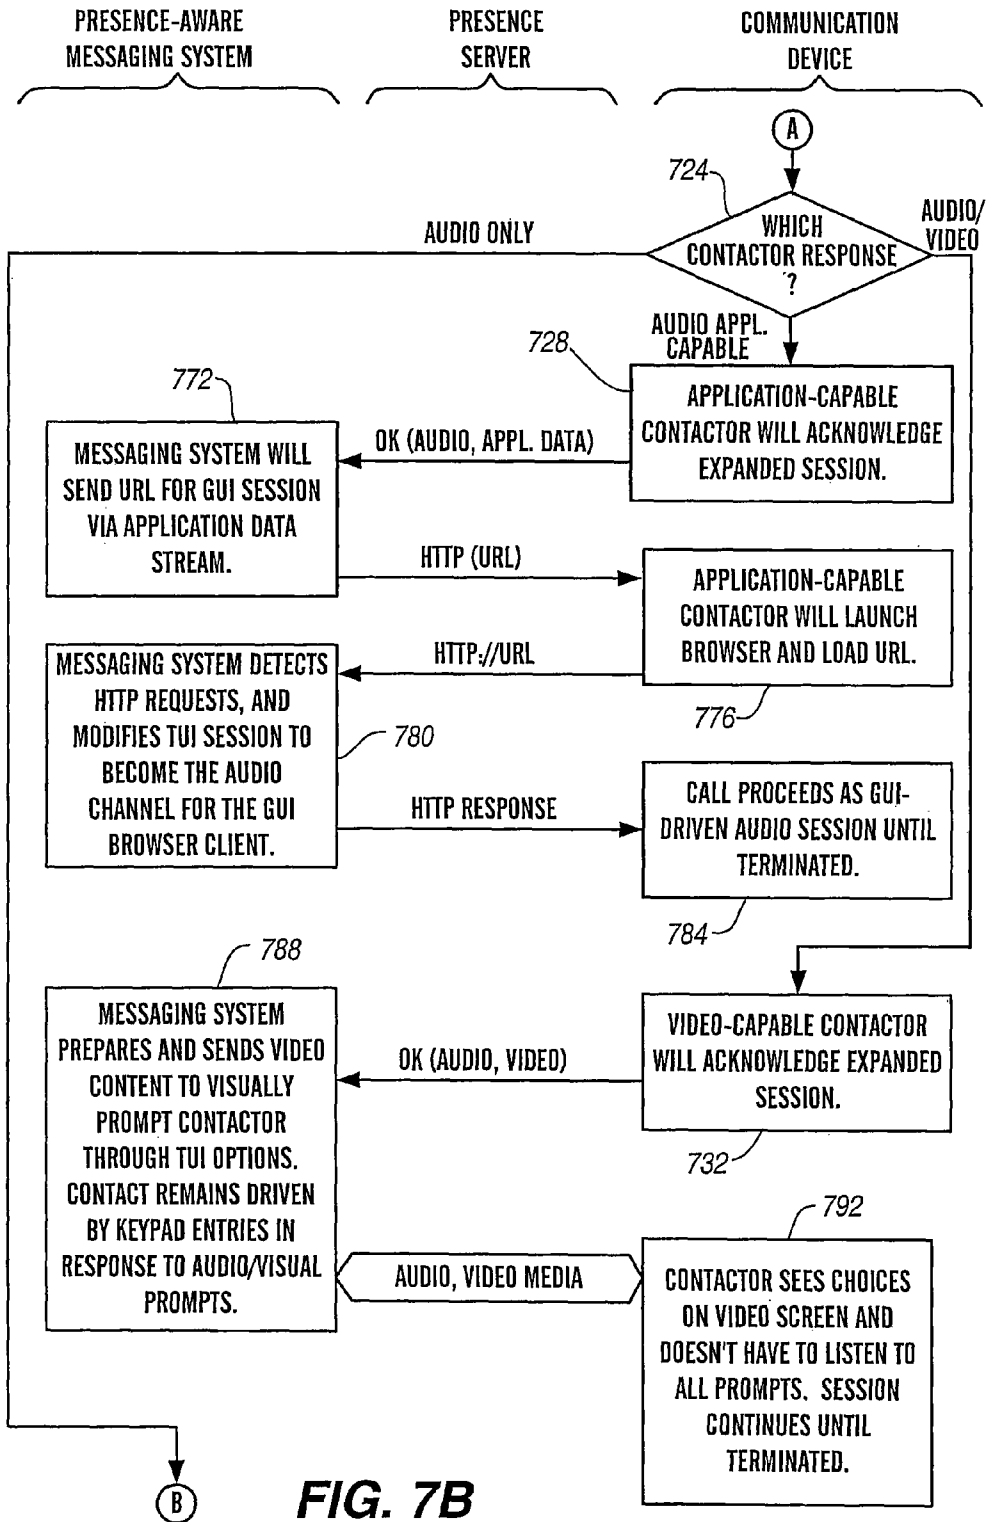 PRESENCE-AWARE
MESSAGING SYSTEM
PRESENCE
SERVER
COMMUNICATION
DEVICE
A
724
WHICH
CONTACTOR RESPONSE
?
AUDIO/
VIDEO
AUDIO ONLY
AUDIO APPL.
CAPABLE
728
APPLICATION-CAPABLE
CONTACTOR WILL ACKNOWLEDGE
EXPANDED SESSION.
OK (AUDIO, APPL. DATA)
772
MESSAGING SYSTEM WILL
SEND URL FOR GUI SESSION
VIA APPLICATION DATA
STREAM.
HTTP (URL)
APPLICATION-CAPABLE
CONTACTOR WILL LAUNCH
BROWSER AND LOAD URL.
776
HTTP://URL
MESSAGING SYSTEM DETECTS
HTTP REQUESTS, AND
MODIFIES TUI SESSION TO
BECOME THE AUDIO
CHANNEL FOR THE GUI
BROWSER CLIENT.
780
HTTP RESPONSE
CALL PROCEEDS AS GUI-
DRIVEN AUDIO SESSION UNTIL
TERMINATED.
784
VIDEO-CAPABLE CONTACTOR
WILL ACKNOWLEDGE EXPANDED
SESSION.
732
OK (AUDIO, VIDEO)
788
MESSAGING SYSTEM
PREPARES AND SENDS VIDEO
CONTENT TO VISUALLY
PROMPT CONTACTOR
THROUGH TUI OPTIONS.
CONTACT REMAINS DRIVEN
BY KEYPAD ENTRIES IN
RESPONSE TO AUDIO/VISUAL
PROMPTS.
AUDIO, VIDEO MEDIA
792
CONTACTOR SEES CHOICES
ON VIDEO SCREEN AND
DOESN'T HAVE TO LISTEN TO
ALL PROMPTS. SESSION
CONTINUES UNTIL
TERMINATED.
B
FIG. 7B